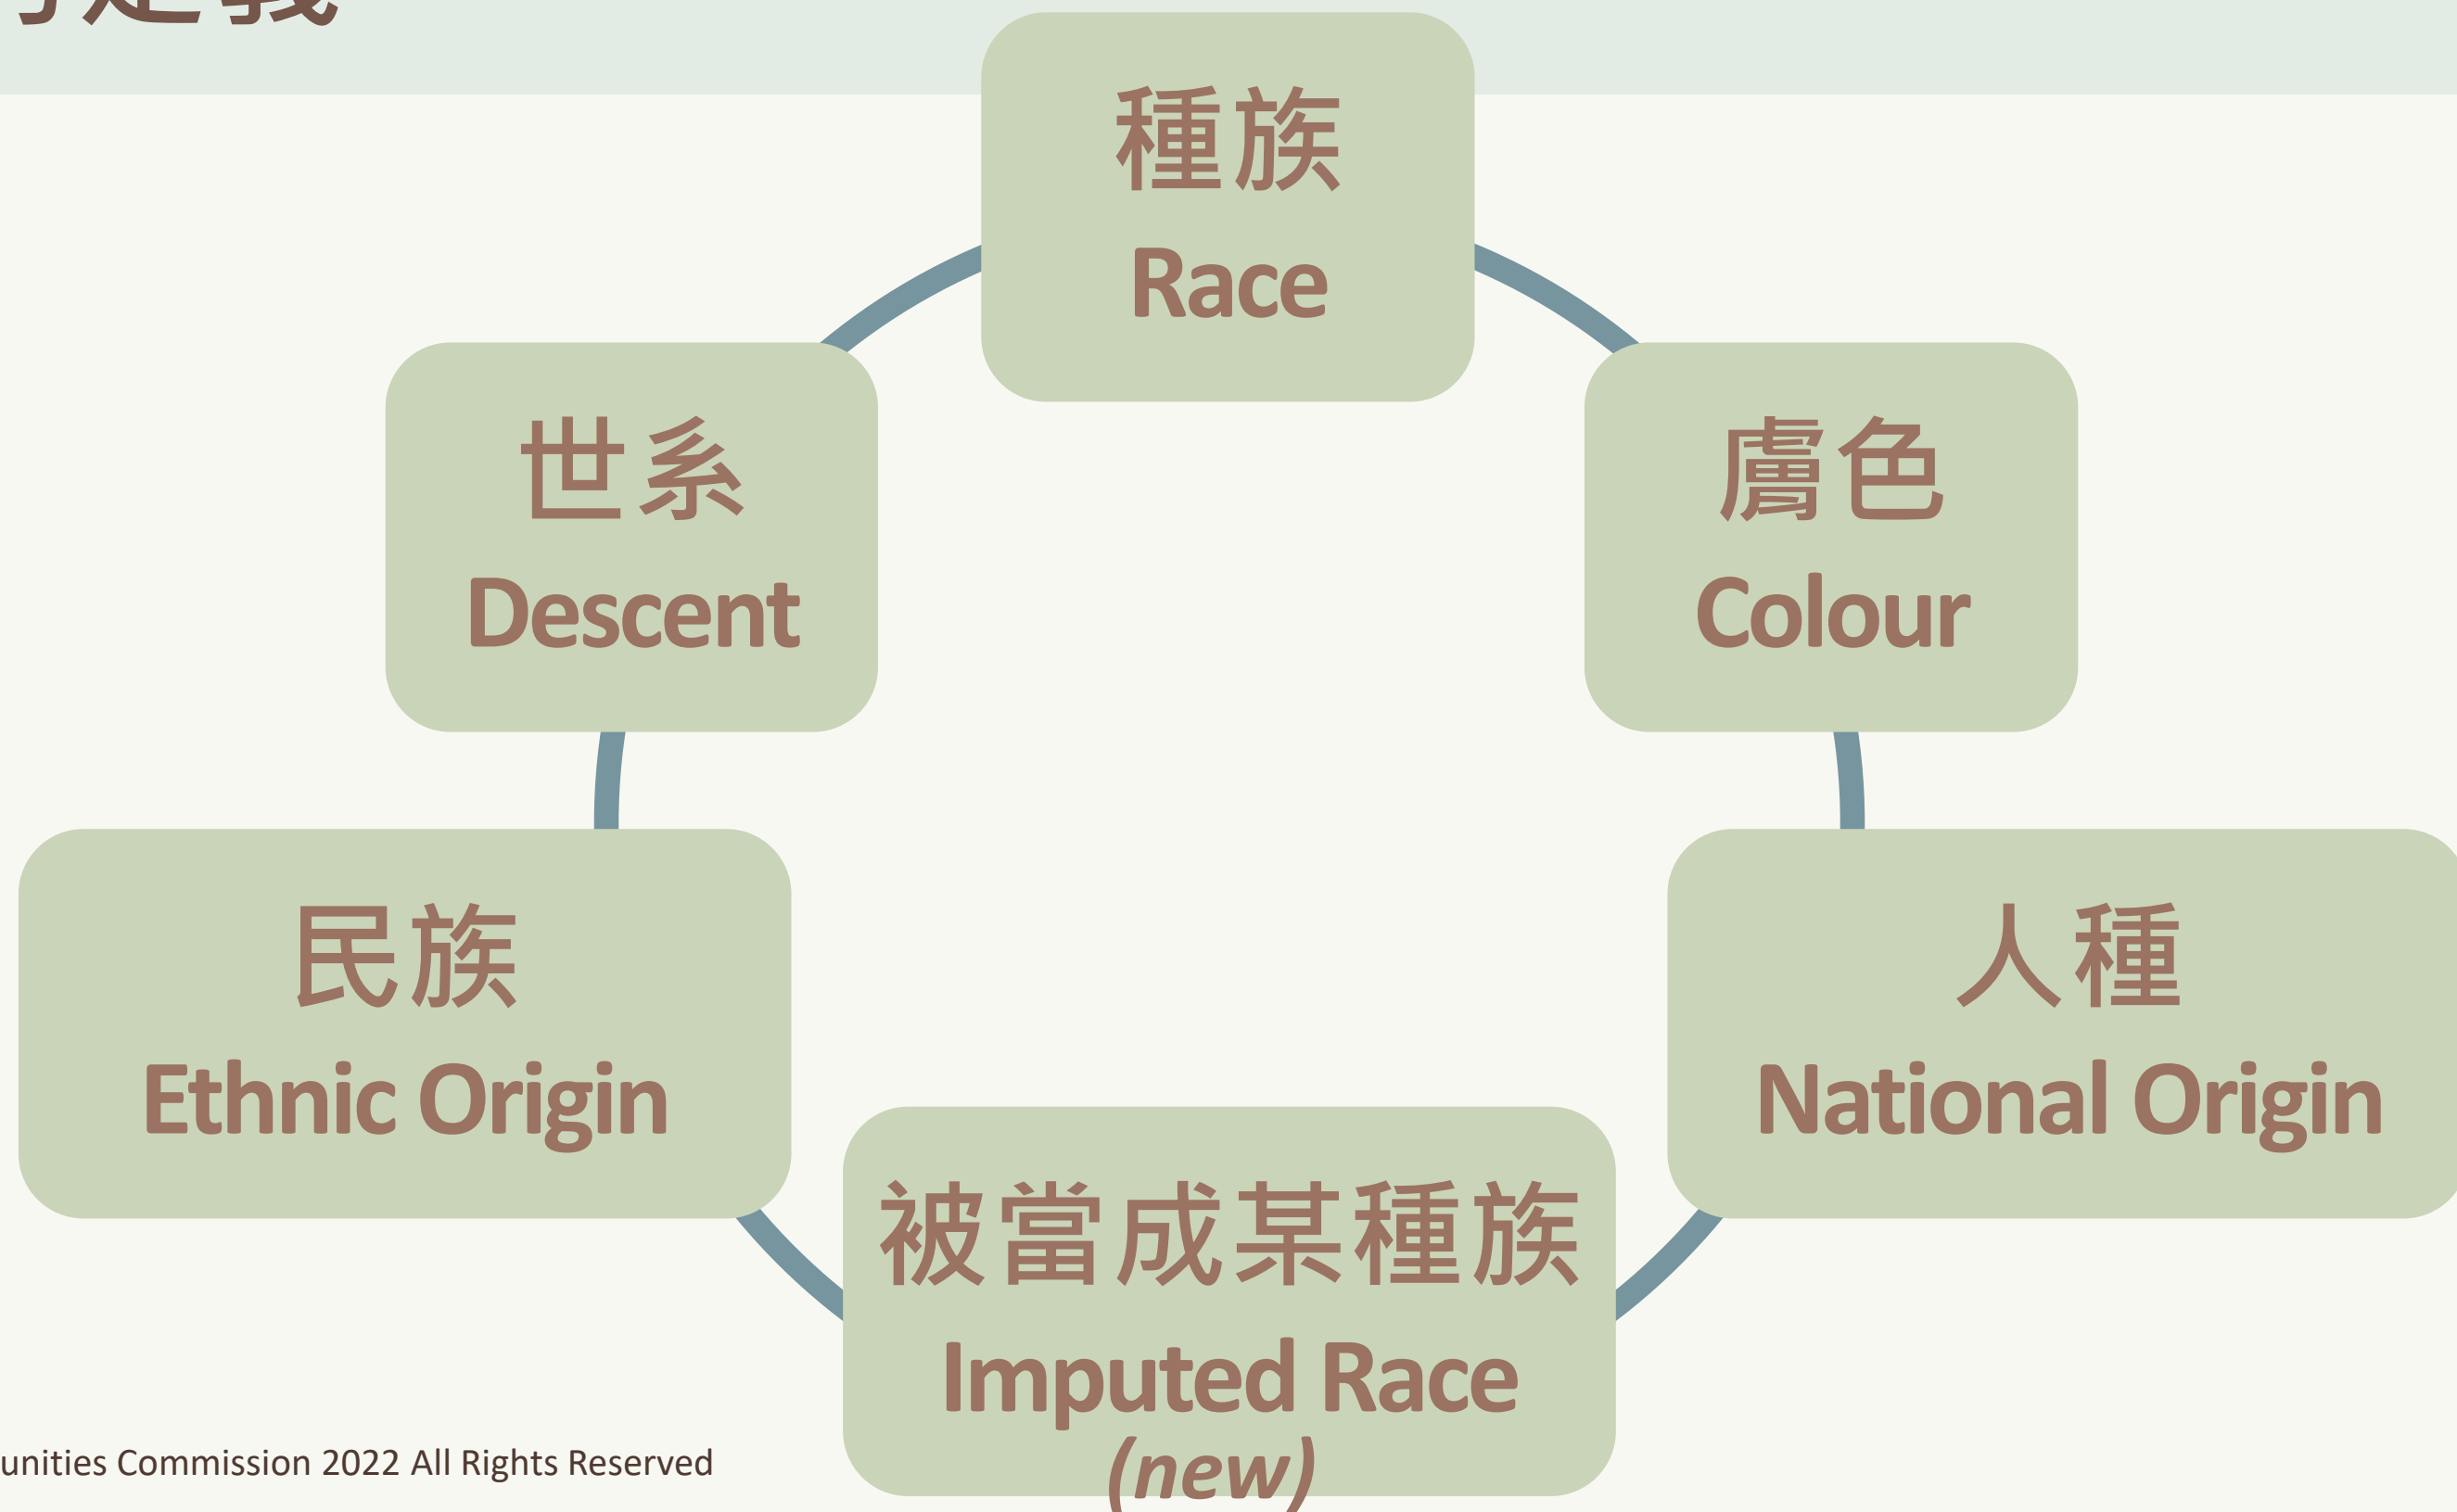 種族
Race
世系
Descent
膚色
Colour
民族
Ethnic Origin
人種
National Origin
被當成某種族
Imputed Race
(new)
unities Commission 2022 All Rights Reserved